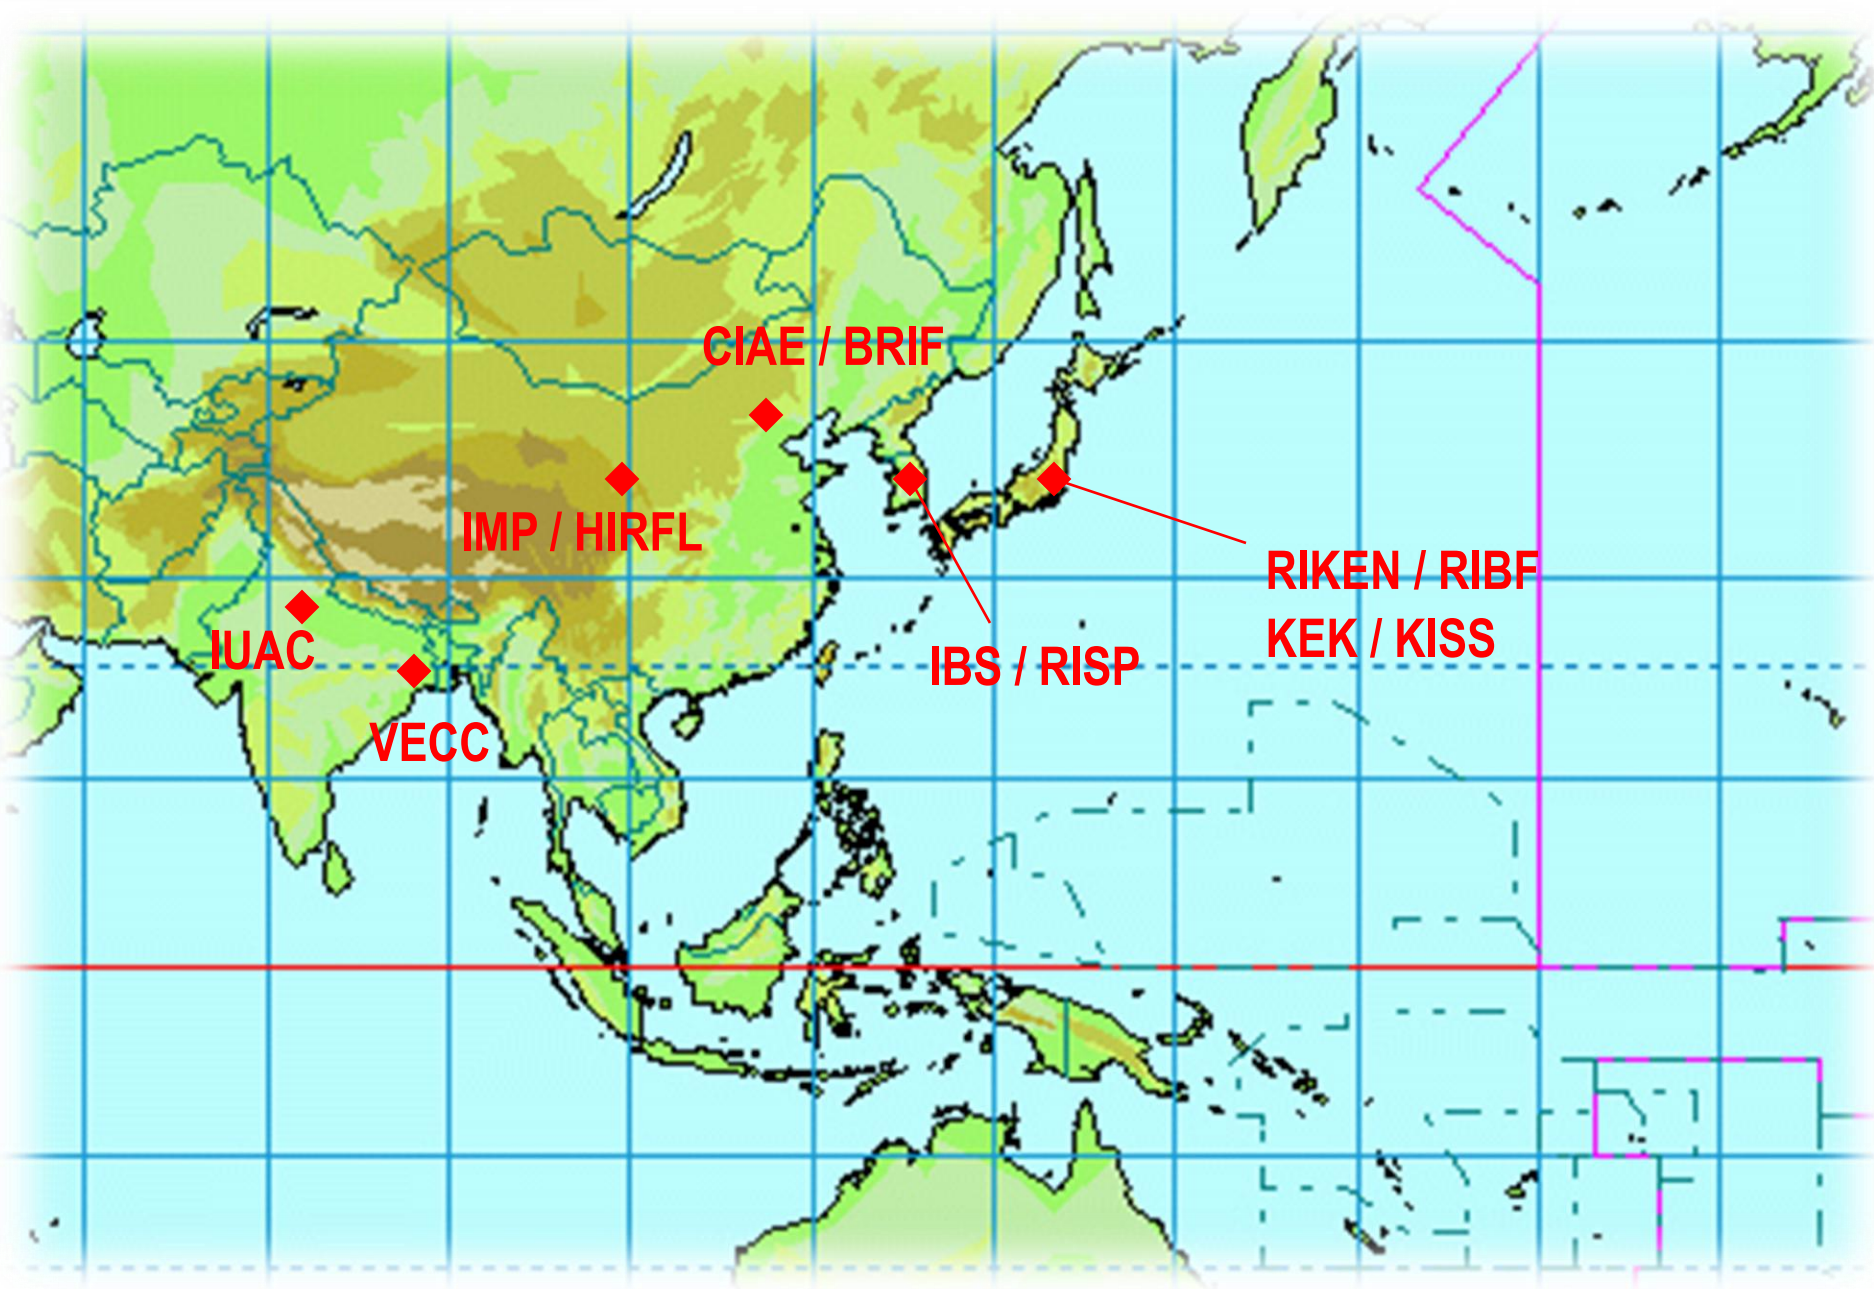 CIAE / BRIF
IMP / HIRFL
RIKEN / RIBF
KEK / KISS
IUAC
IBS / RISP
VECC